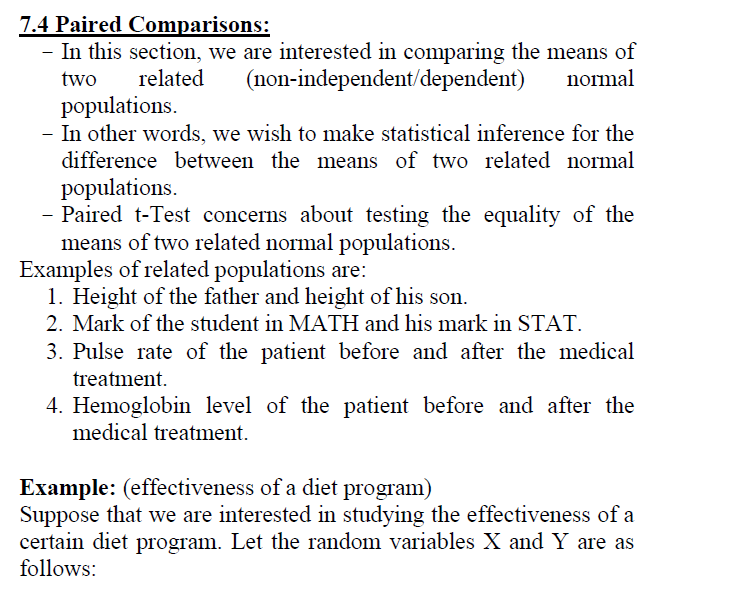 7.4 Paired Comparisons:
– In this section, we are interested in comparing the means of
two related (non-independent/dependent) normal
populations.
– In other words, we wish to make statistical inference for the
difference between the means of two related normal
populations.
– Paired t-Test concerns about testing the equality of the
means of two related normal populations.
Examples of related populations are:
1. Height of the father and height of his son.
2. Mark of the student in MATH and his mark in STAT.
3. Pulse rate of the patient before and after the medical
treatment.
4. Hemoglobin level of the patient before and after the
medical treatment.
Example: (effectiveness of a diet program)
Suppose that we are interested in studying the effectiveness of a
certain diet program. Let the random variables X and Y are as
follows: